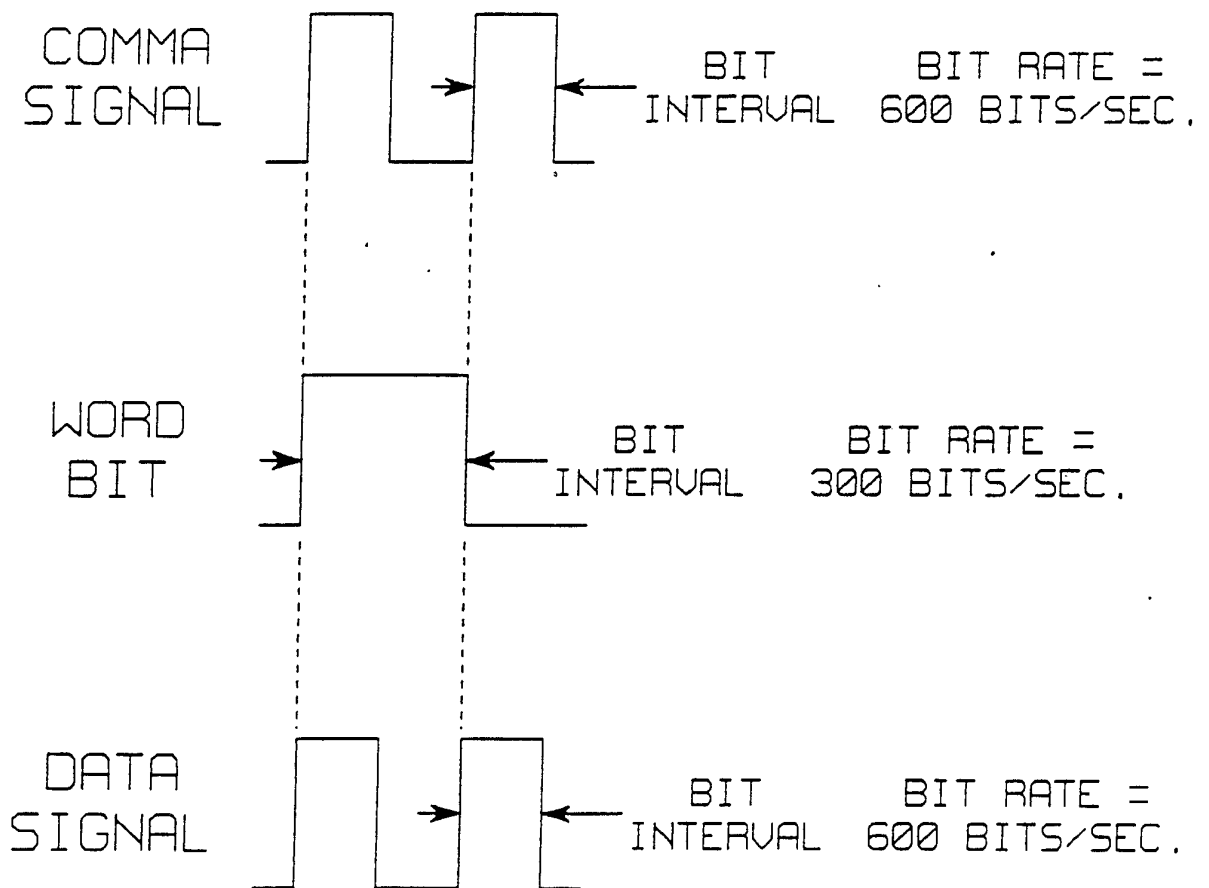 COMMA
SIGNAL
BIT
INTERVAL
BIT RATE =
600 BITS/SEC.
WORD
BIT
BIT
INTERVAL
BIT RATE =
300 BITS/SEC.
DATA
SIGNAL
BIT
INTERVAL
BIT RATE =
600 BITS/SEC.